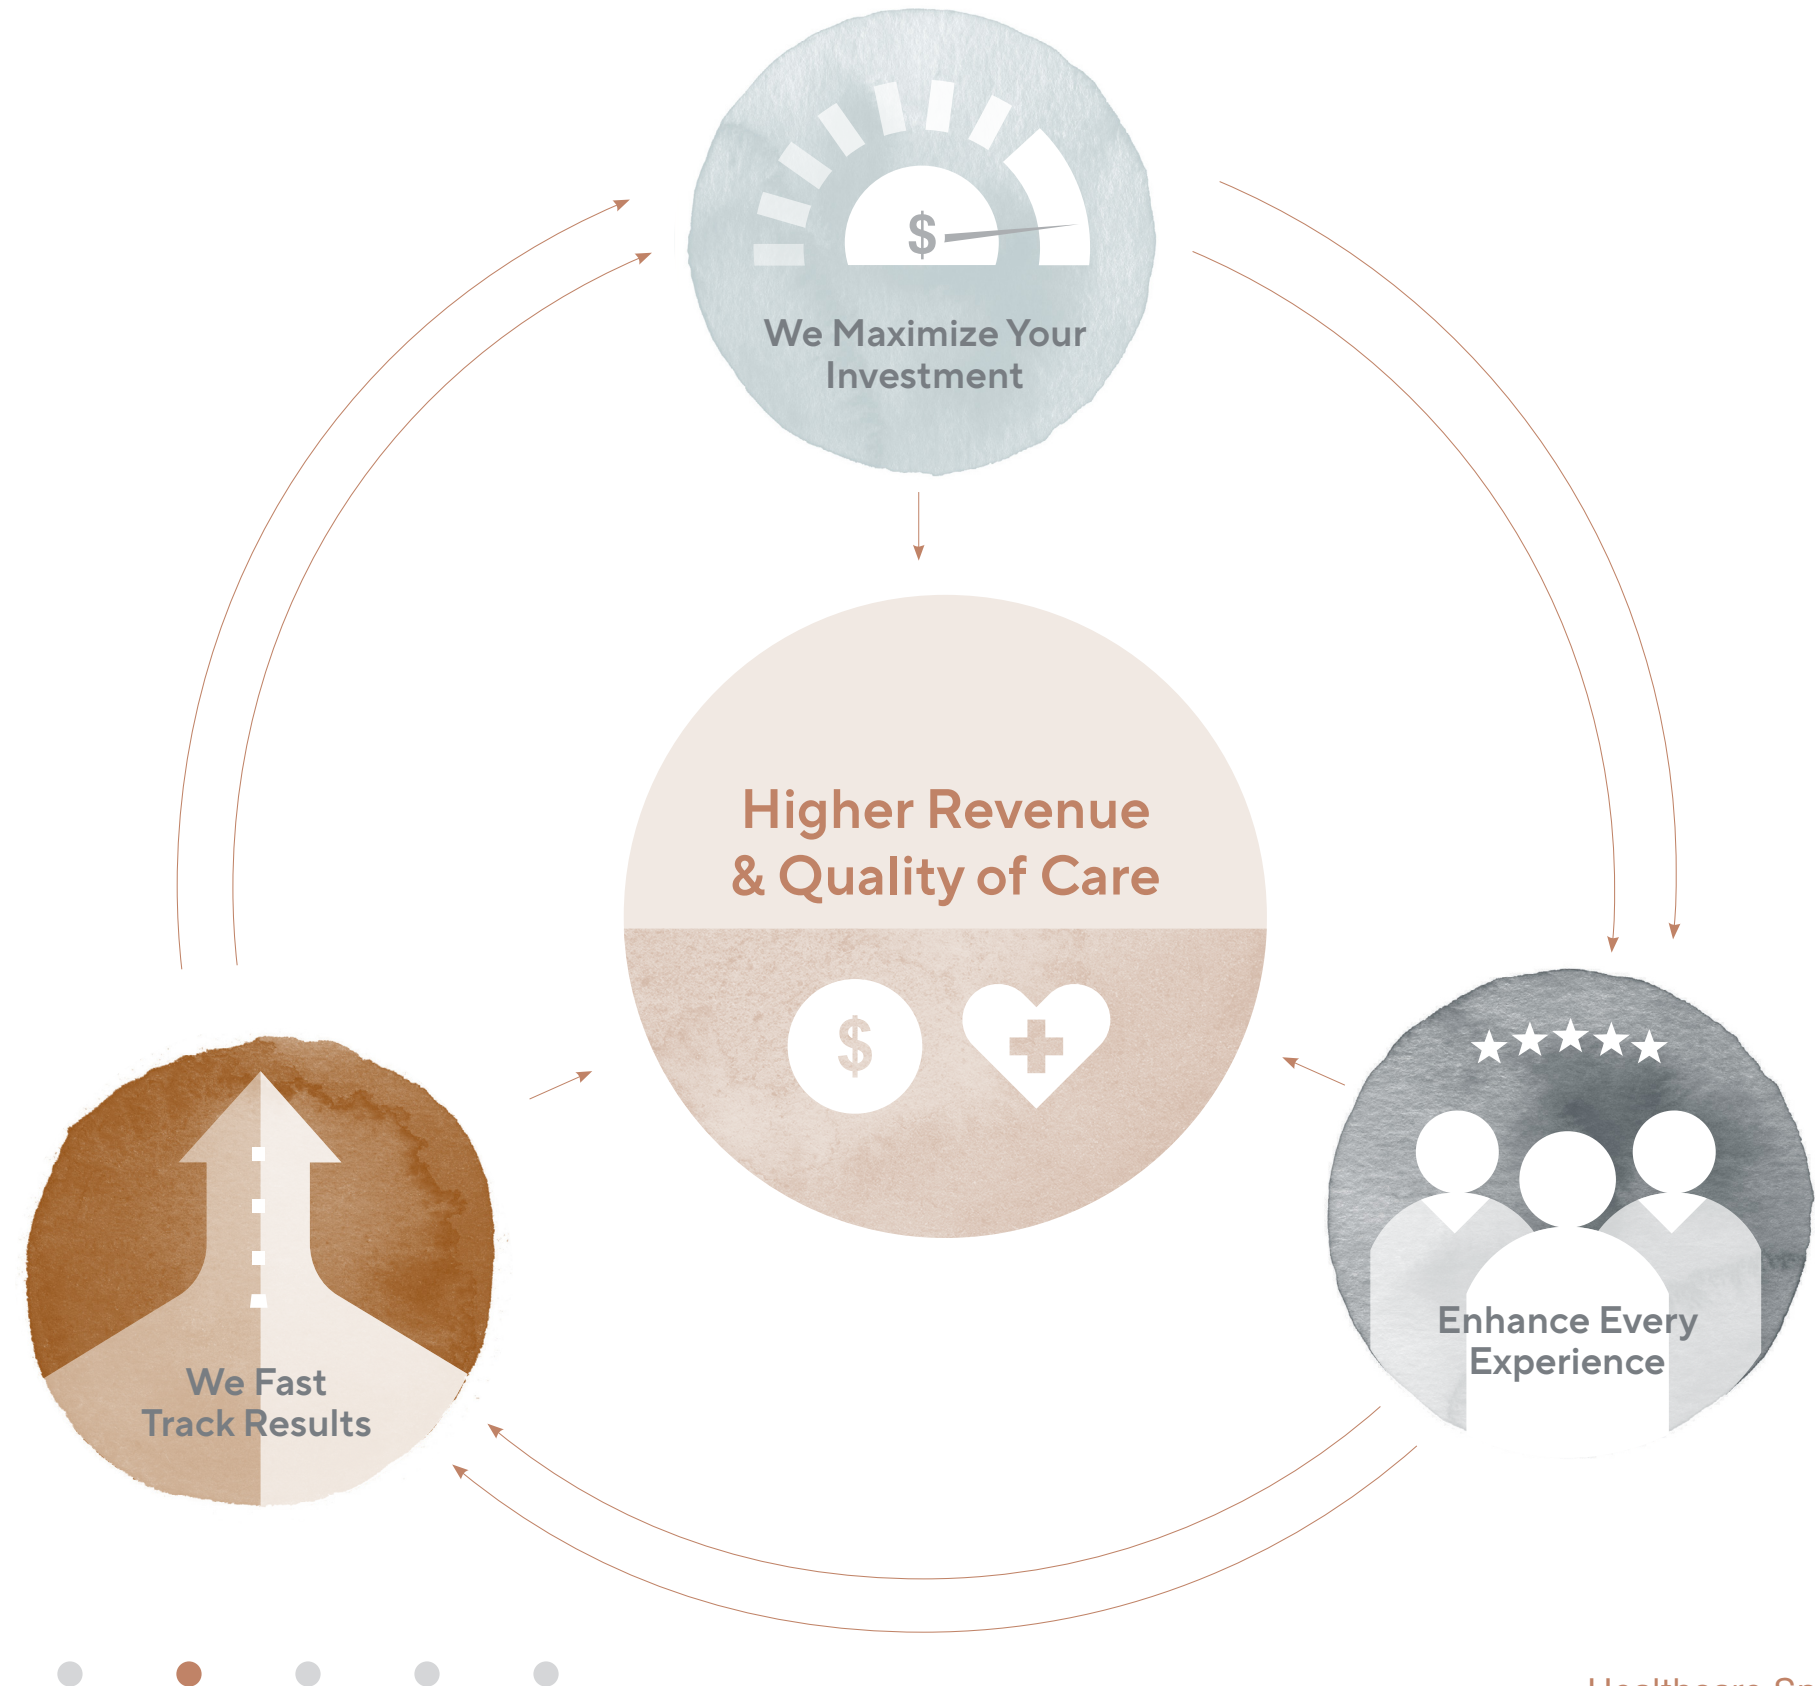 $
We Maximize Your
Investment
Higher Revenue
& Quality of Care
$
Enhance Every
Experience
We Fast
Track Results